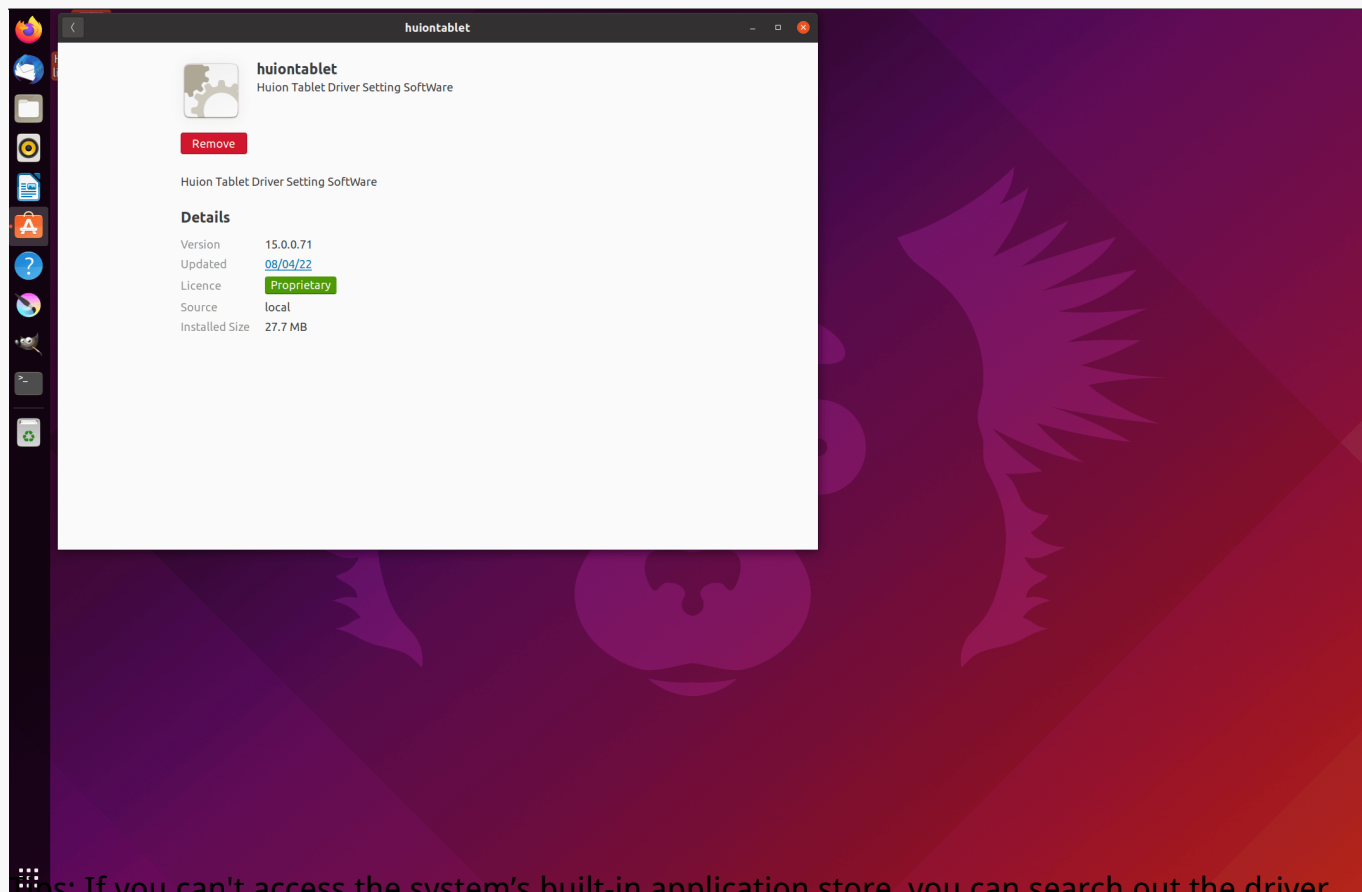 huiontablet
huiontablet
Huion Tablet Driver Setting SoftWare
Remove
Huion Tablet Driver Setting SoftWare
Details
Version 15.0.0.71
Updated 08/04/22
Licence Proprietary
Source local
Installed Size 27.7 MB
If you can't access the system’s built-in application store, you can search out the driver